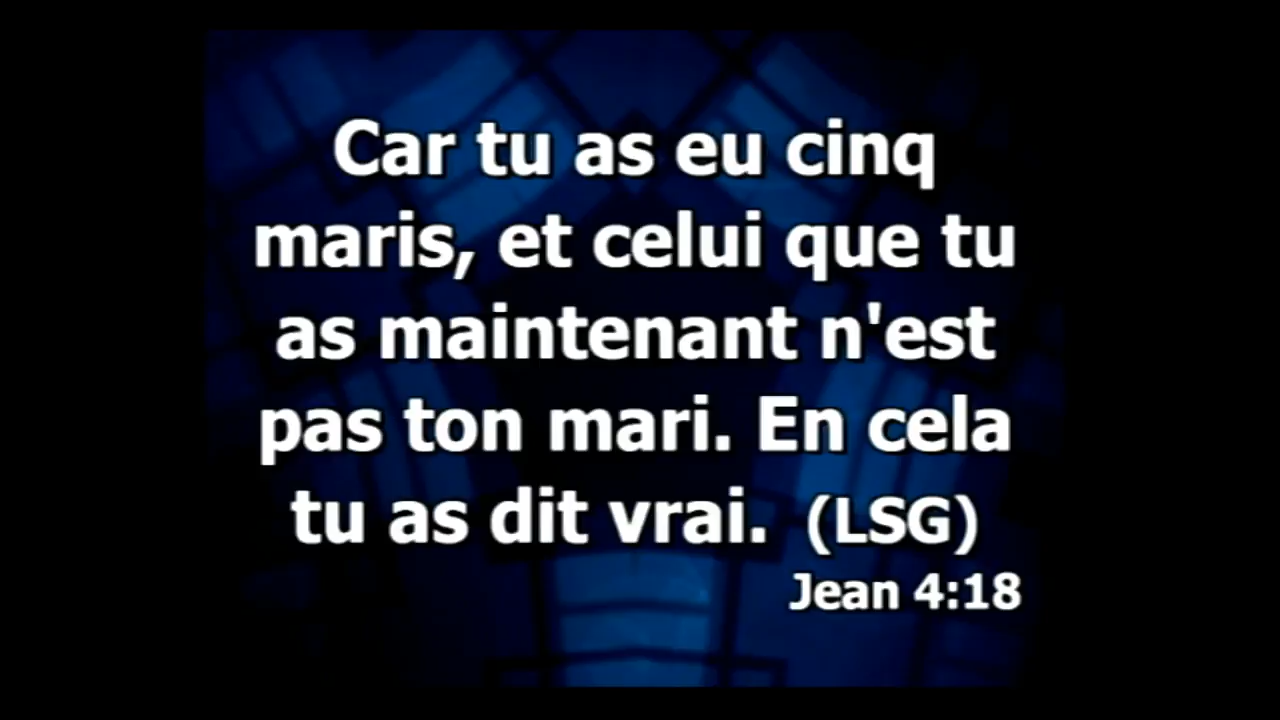 Car tu as eu cinq
maris, et celui que tu
as maintenant n'est
pas ton mari. En cela
tu as dit vrai. (LSG)
Jean 4:18